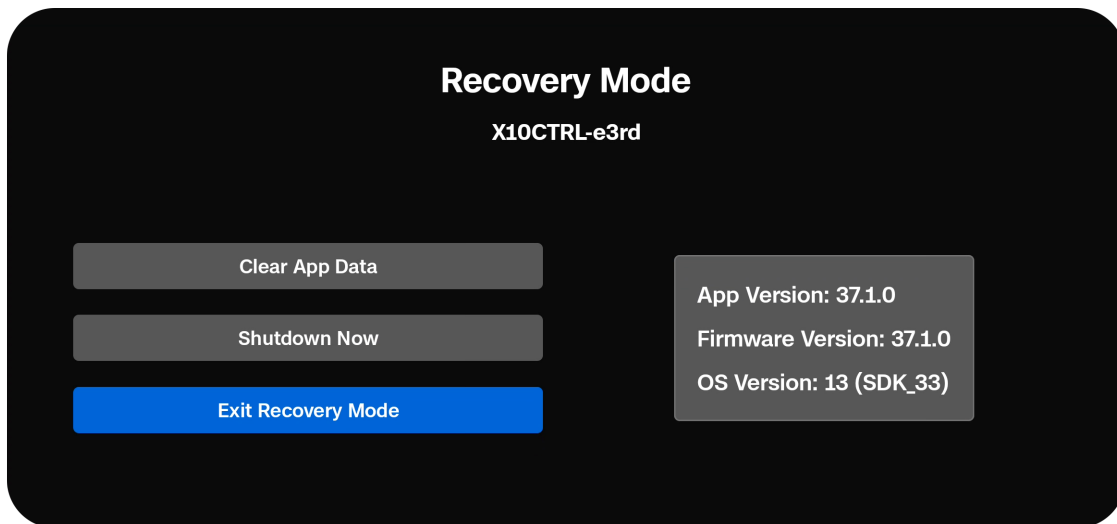 Recovery Mode
X10CTRL-e3rd
Clear App Data
Shutdown Now
Exit Recovery Mode
App Version: 37.1.0
Firmware Version: 37.1.0
OS Version: 13 (SDK_33)